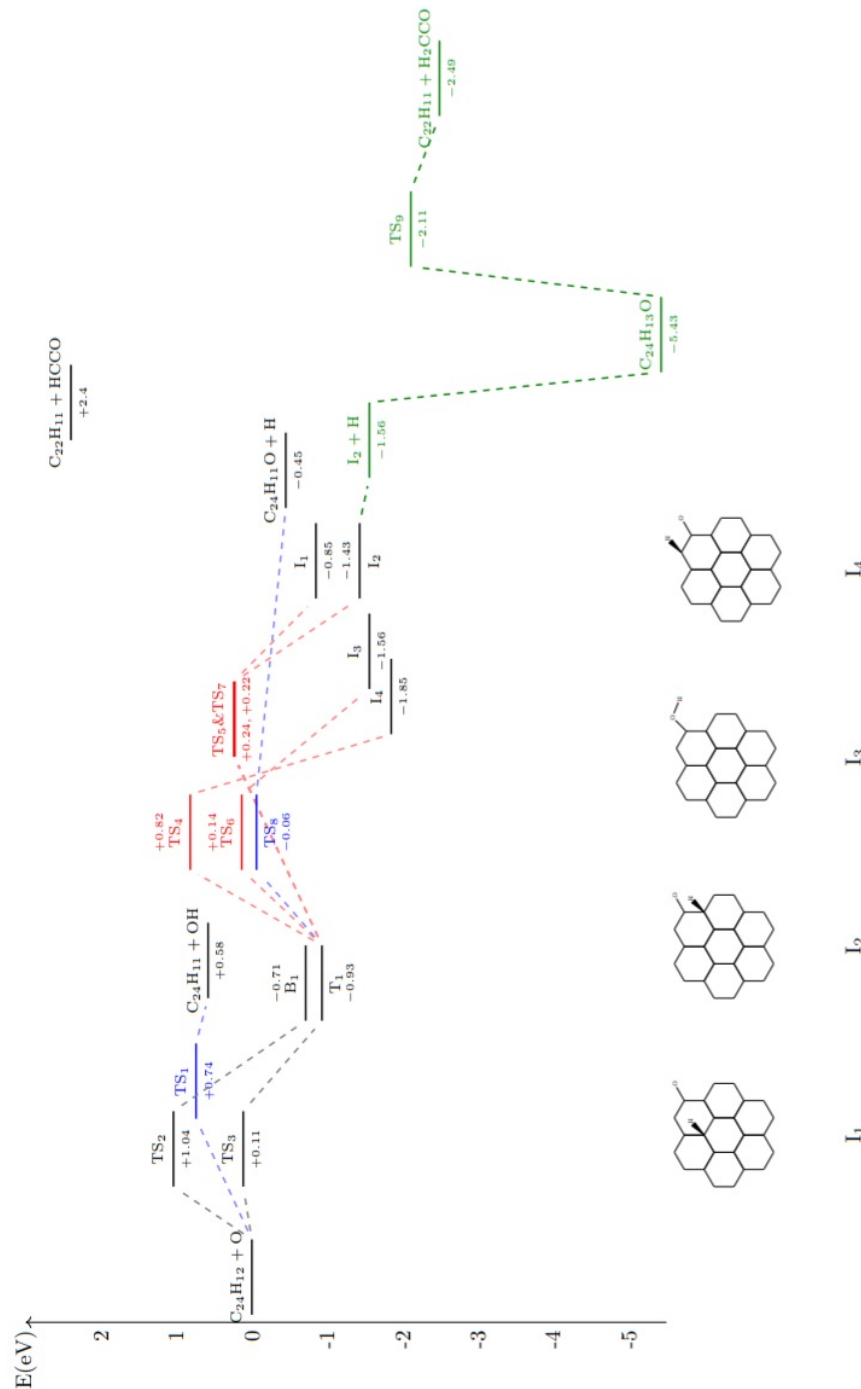 E(eV)
2
1
0
-1
-2
-3
-4
-5
C₂₄H₁₂ + O
TS₂
+1.04
TS₃
+0.11
TS₁
+0.74
C₂₄H₁₁ + OH
+0.58
−0.71
B₁
T₁
−0.93
+0.82
TS₄
+0.14
TS₆
TS₈
−0.06
TS₅&TS₇
+0.24, +0.22
I₄
−1.85
I₃
−1.56
I₁
−0.85
−1.43
I₂
C₂₄H₁₁O + H
−0.45
C₂₂H₁₁ + HCCO
+2.4
I₂ + H
−1.56
C₂₄H₁₃O
−5.43
TS₉
−2.11
C₂₂H₁₁ + H₂CCO
−2.49
H
O
I₁
O
H
I₂
O
H
I₃
H
O
I₄